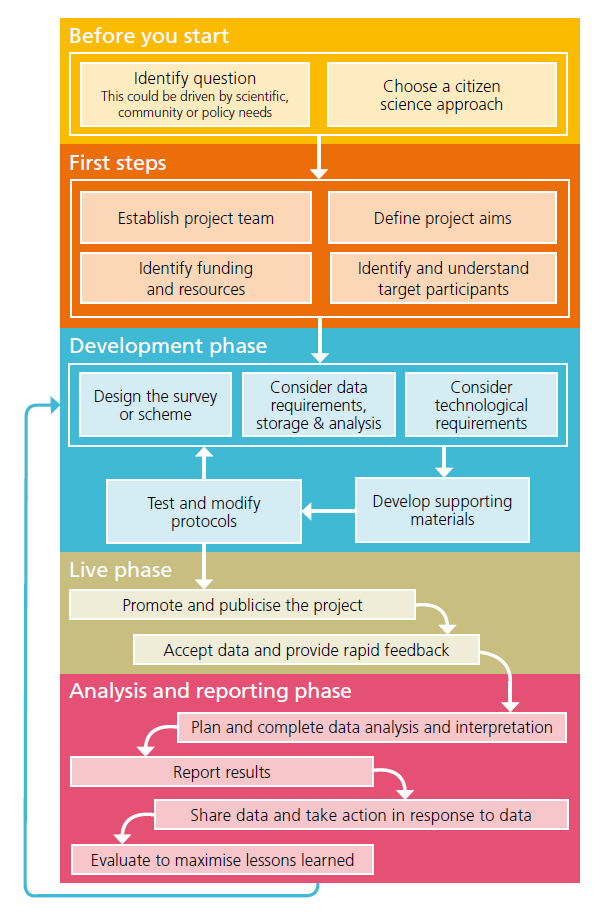 Before you start
Identify question
This could be driven by scientific,
community or policy needs
Choose a citizen
science approach
First steps
Establish project team
Define project aims
Identify funding
and resources
Identify and understand
target participants
Development phase
Design the survey
or scheme
Consider data
requirements,
storage & analysis
Consider
technological
requirements
Test and modify
protocols
Develop supporting
materials
Live phase
Promote and publicise the project
Accept data and provide rapid feedback
Analysis and reporting phase
Plan and complete data analysis and interpretation
Report results
Share data and take action in response to data
Evaluate to maximise lessons learned